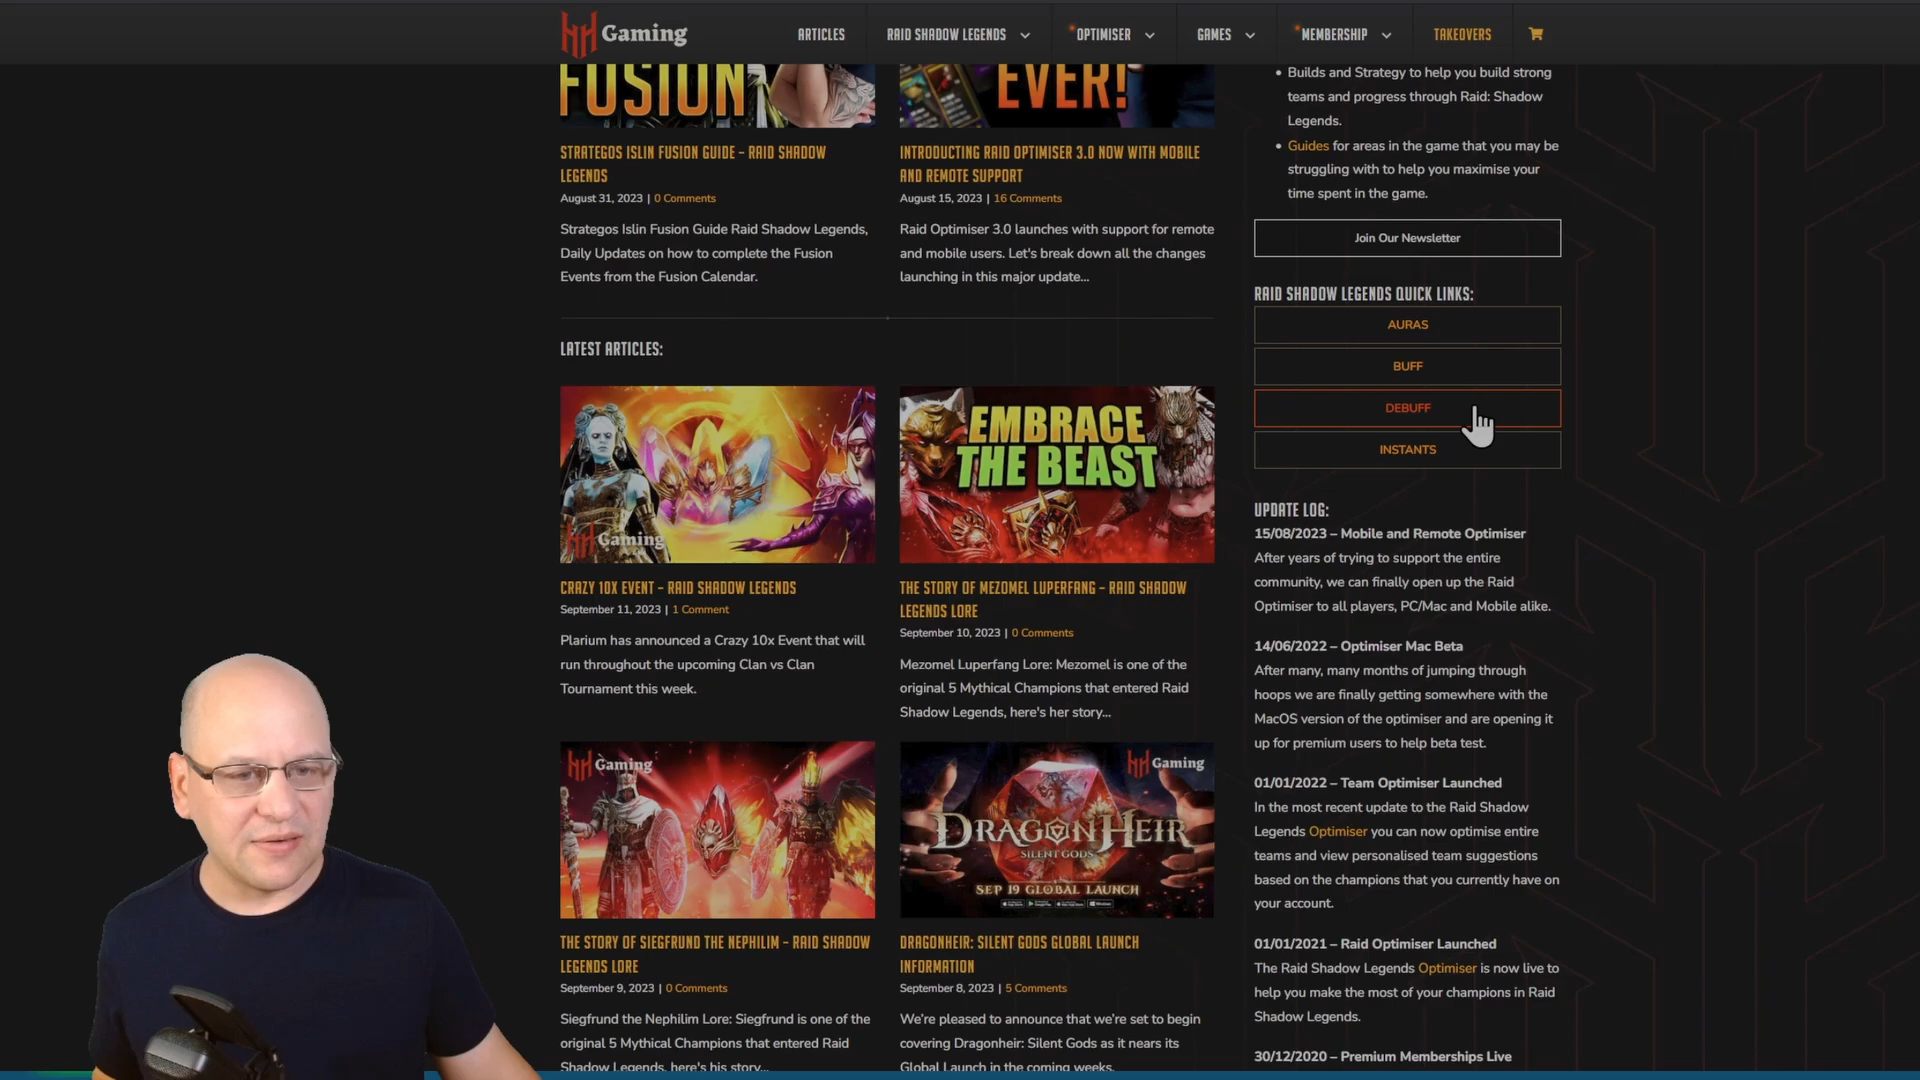 HH Gaming
ARTICLES
RAID SHADOW LEGENDS
OPTIMISER
GAMES
MEMBERSHIP
TAKEOVERS
FUSION
EVER!
STRATEGOS ISLIN FUSION GUIDE – RAID SHADOW
LEGENDS
August 31, 2023 | 0 Comments
Strategos Islin Fusion Guide Raid Shadow Legends,
Daily Updates on how to complete the Fusion
Events from the Fusion Calendar.
INTRODUCING RAID OPTIMISER 3.0 NOW WITH MOBILE
AND REMOTE SUPPORT
August 15, 2023 | 16 Comments
Raid Optimiser 3.0 launches with support for remote
and mobile users. Let's break down all the changes
launching in this major update...
LATEST ARTICLES:
HH Gaming
EMBRACE
THE BEAST
CRAZY 10X EVENT – RAID SHADOW LEGENDS
September 11, 2023 | 1 Comment
Plarium has announced a Crazy 10x Event that will
run throughout the upcoming Clan vs Clan
Tournament this week.
THE STORY OF MEZOMEL LUPERFANG – RAID SHADOW
LEGENDS LORE
September 10, 2023 | 0 Comments
Mezomel Luperfang Lore: Mezomel is one of the
original 5 Mythical Champions that entered Raid
Shadow Legends, here's her story...
HH Gaming
HH Gaming
DRAGONHEIR
SILENT GODS
SEP 19 GLOBAL LAUNCH
THE STORY OF SIEGFRUND THE NEPHILIM – RAID SHADOW
LEGENDS LORE
September 9, 2023 | 0 Comments
Siegfrund the Nephilim Lore: Siegfrund is one of the
original 5 Mythical Champions that entered Raid
Shadow Legends, here's his story...
DRAGONHEIR: SILENT GODS GLOBAL LAUNCH
INFORMATION
September 8, 2023 | 5 Comments
We're pleased to announce that we're set to begin
covering Dragonheir: Silent Gods as it nears its
Global Launch in the coming weeks.
• Builds and Strategy to help you build strong
teams and progress through Raid: Shadow
Legends.
• Guides for areas in the game that you may be
struggling with to help you maximise your
time spent in the game.
Join Our Newsletter
RAID SHADOW LEGENDS QUICK LINKS:
AURAS
BUFF
DEBUFF
INSTANTS
UPDATE LOG:
15/08/2023 – Mobile and Remote Optimiser
After years of trying to support the entire
community, we can finally open up the Raid
Optimiser to all players, PC/Mac and Mobile alike.
14/06/2022 – Optimiser Mac Beta
After many, many months of jumping through
hoops we are finally getting somewhere with the
MacOS version of the optimiser and are opening it
up for premium users to help beta test.
01/01/2022 – Team Optimiser Launched
In the most recent update to the Raid Shadow
Legends Optimiser you can now optimise entire
teams and view personalised team suggestions
based on the champions that you currently have on
your account.
01/01/2021 – Raid Optimiser Launched
The Raid Shadow Legends Optimiser is now live to
help you make the most of your champions in Raid
Shadow Legends.
30/12/2020 – Premium Memberships Live